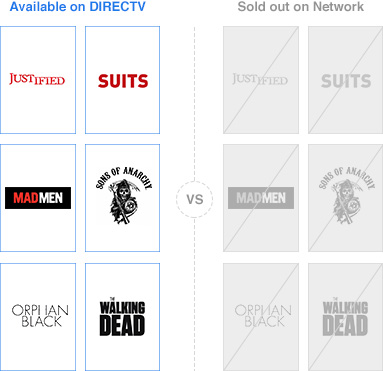 Available on DIRECTV
Sold out on Network
JUSTIFIED
SUITS
JUSTIFIED
SUITS
MADMEN
SONS OF ANARCHY
VS
MADMEN
SONS OF ANARCHY
ORPHAN
BLACK
THE
WALKING
DEAD
ORPHAN
BLACK
THE
WALKING
DEAD